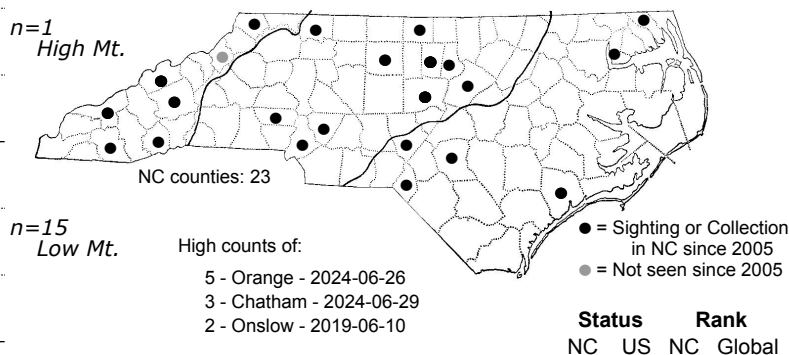 n=1
High Mt.
NC counties: 23
n=15
Low Mt.
High counts of:
5 - Orange - 2024-06-26
3 - Chatham - 2024-06-29
2 - Onslow - 2019-06-10
● = Sighting or Collection
in NC since 2005
● = Not seen since 2005
Status Rank
NC US NC Global